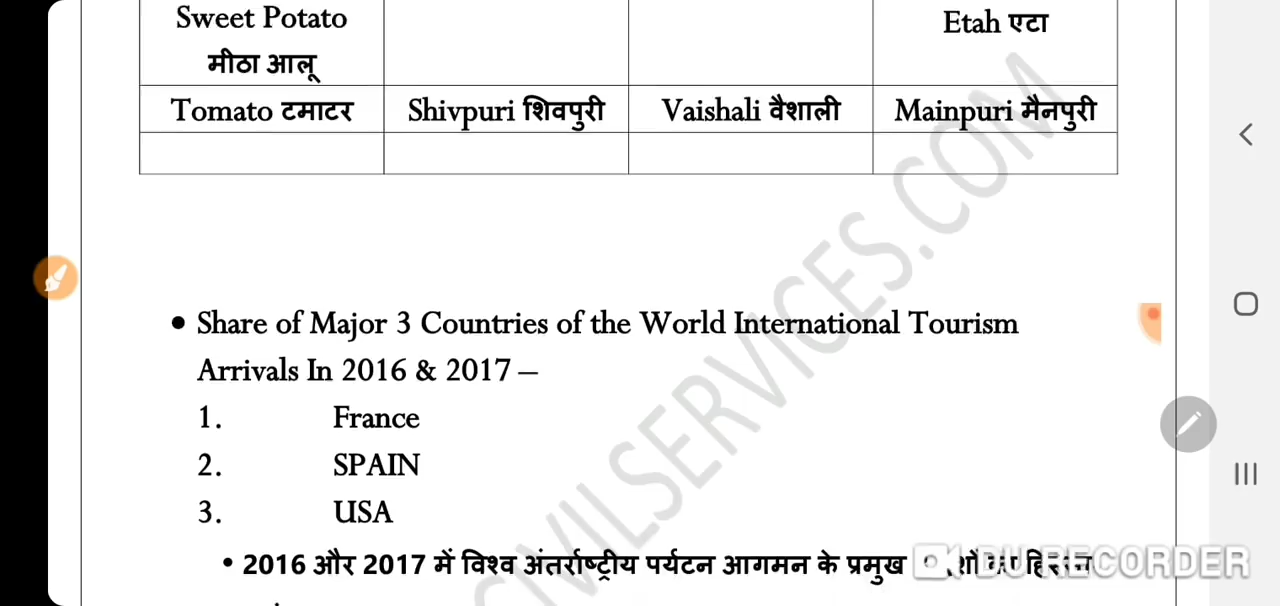 Sweet Potato
मीठा आलू
Etah एटा
Tomato टमाटर Shivpuri शिवपुरी Vaishali वैशाली Mainpuri मैनपुरी
• Share of Major 3 Countries of the World International Tourism
Arrivals In 2016 & 2017 –
1. France
2. SPAIN
3. USA
• 2016 और 2017 में विश्व अंतर्राष्ट्रीय पर्यटन आगमन के प्रमुख
DU RECORDER
CIVILSERVICES.COM